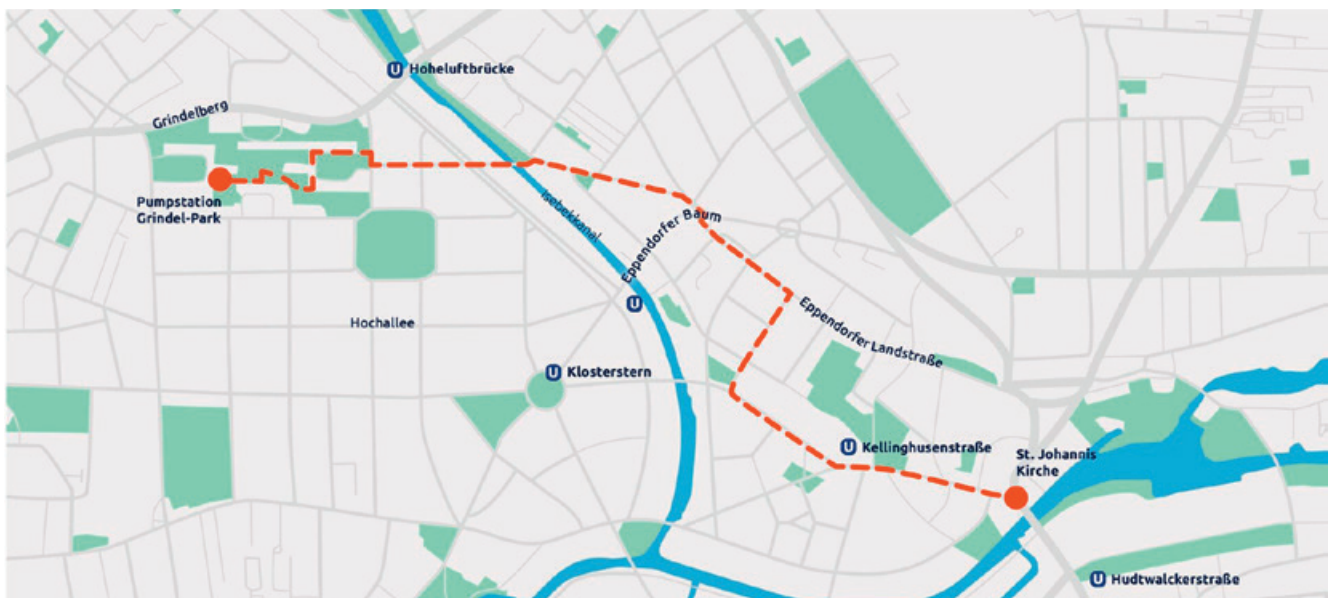 U Hoheluftbrücke
Grindelberg
Pumpstation
Grindel-Park
Isebekkanal
Eppendorfer Baum
U
Hochallee
Eppendorfer Landstraße
U Klosterstern
U Kellinghusenstraße
St. Johannis
Kirche
U Hudtwalckerstraße